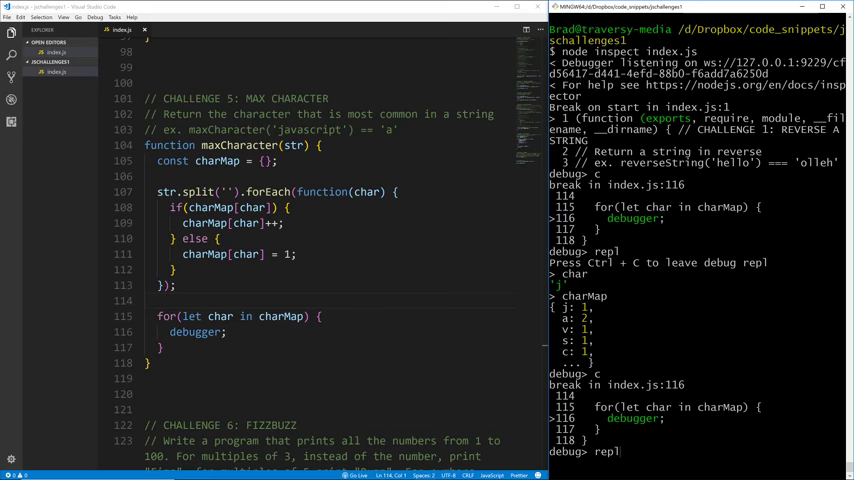 index.js - jschallenges1 - Visual Studio Code
File Edit Selection View Go Debug Tasks Help
EXPLORER
OPEN EDITORS
index.js
JSCHALLENGES1
index.js
index.js
98
}
99
100
101 // CHALLENGE 5: MAX CHARACTER
102 // Return the character that is most common in a string
103 // ex. maxCharacter('javascript') == 'a'
104 function maxCharacter(str) {
105 const charMap = {};
106
107 str.split('').forEach(function(char) {
108 if(charMap[char]) {
109 charMap[char]++;
110 } else {
111 charMap[char] = 1;
112 }
113 });
114
115 for(let char in charMap) {
116 debugger;
117 }
118 }
119
120
121
122 // CHALLENGE 6: FIZZBUZZ
123 // Write a program that prints all the numbers from 1 to
100. For multiples of 3, instead of the number, print
0 0
Go Live Ln 114, Col 1 Spaces: 2 UTF-8 CRLF JavaScript Prettier
MINGW64:/d/Dropbox/code_snippets/jschallenges1
Brad@traversy-media /d/Dropbox/code_snippets/j
schallenges1
$ node inspect index.js
< Debugger listening on ws://127.0.0.1:9229/cf
d56417-d441-4efd-88b0-f6add7a6250d
< For help see https://nodejs.org/en/docs/insp
ector
Break on start in index.js:1
> 1 (function (exports, require, module, __fil
ename, __dirname) { // CHALLENGE 1: REVERSE A
STRING
2 // Return a string in reverse
3 // ex. reverseString('hello') === 'olleh'
debug> c
break in index.js:116
114
115 for(let char in charMap) {
>116 debugger;
117 }
118 }
debug> repl
Press Ctrl + C to leave debug repl
> char
'j'
> charMap
{ j: 1,
a: 2,
v: 1,
s: 1,
c: 1,
... }
debug> c
break in index.js:116
114
115 for(let char in charMap) {
>116 debugger;
117 }
118 }
debug> repl